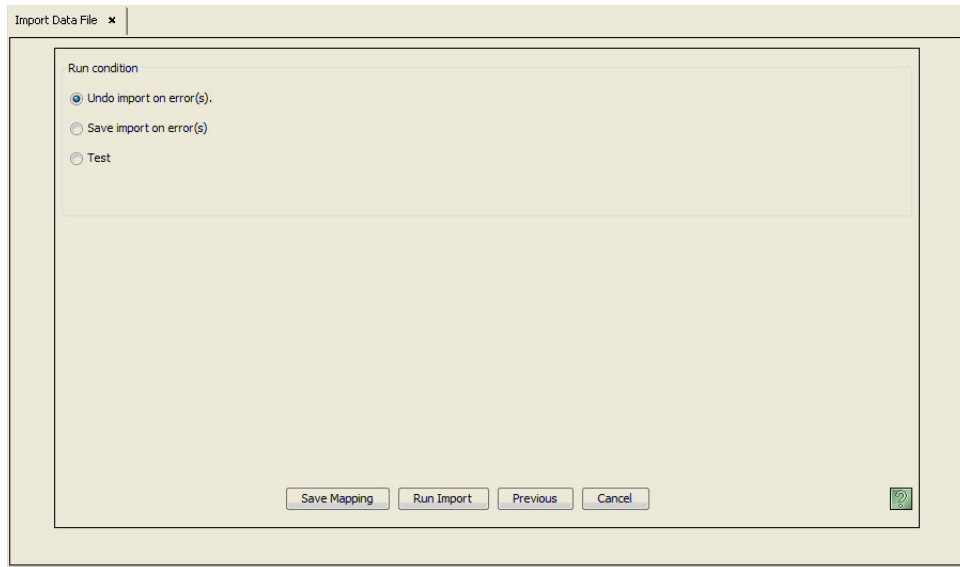 Import Data File ×
Run condition
Undo import on error(s).
Save import on error(s)
Test
Save Mapping Run Import Previous Cancel ?